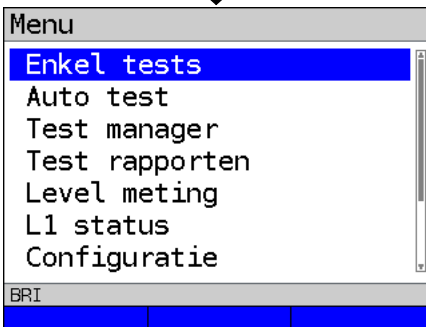 Menu
Enkel tests
Auto test
Test manager
Test rapporten
Level meting
L1 status
Configuratie
BRI